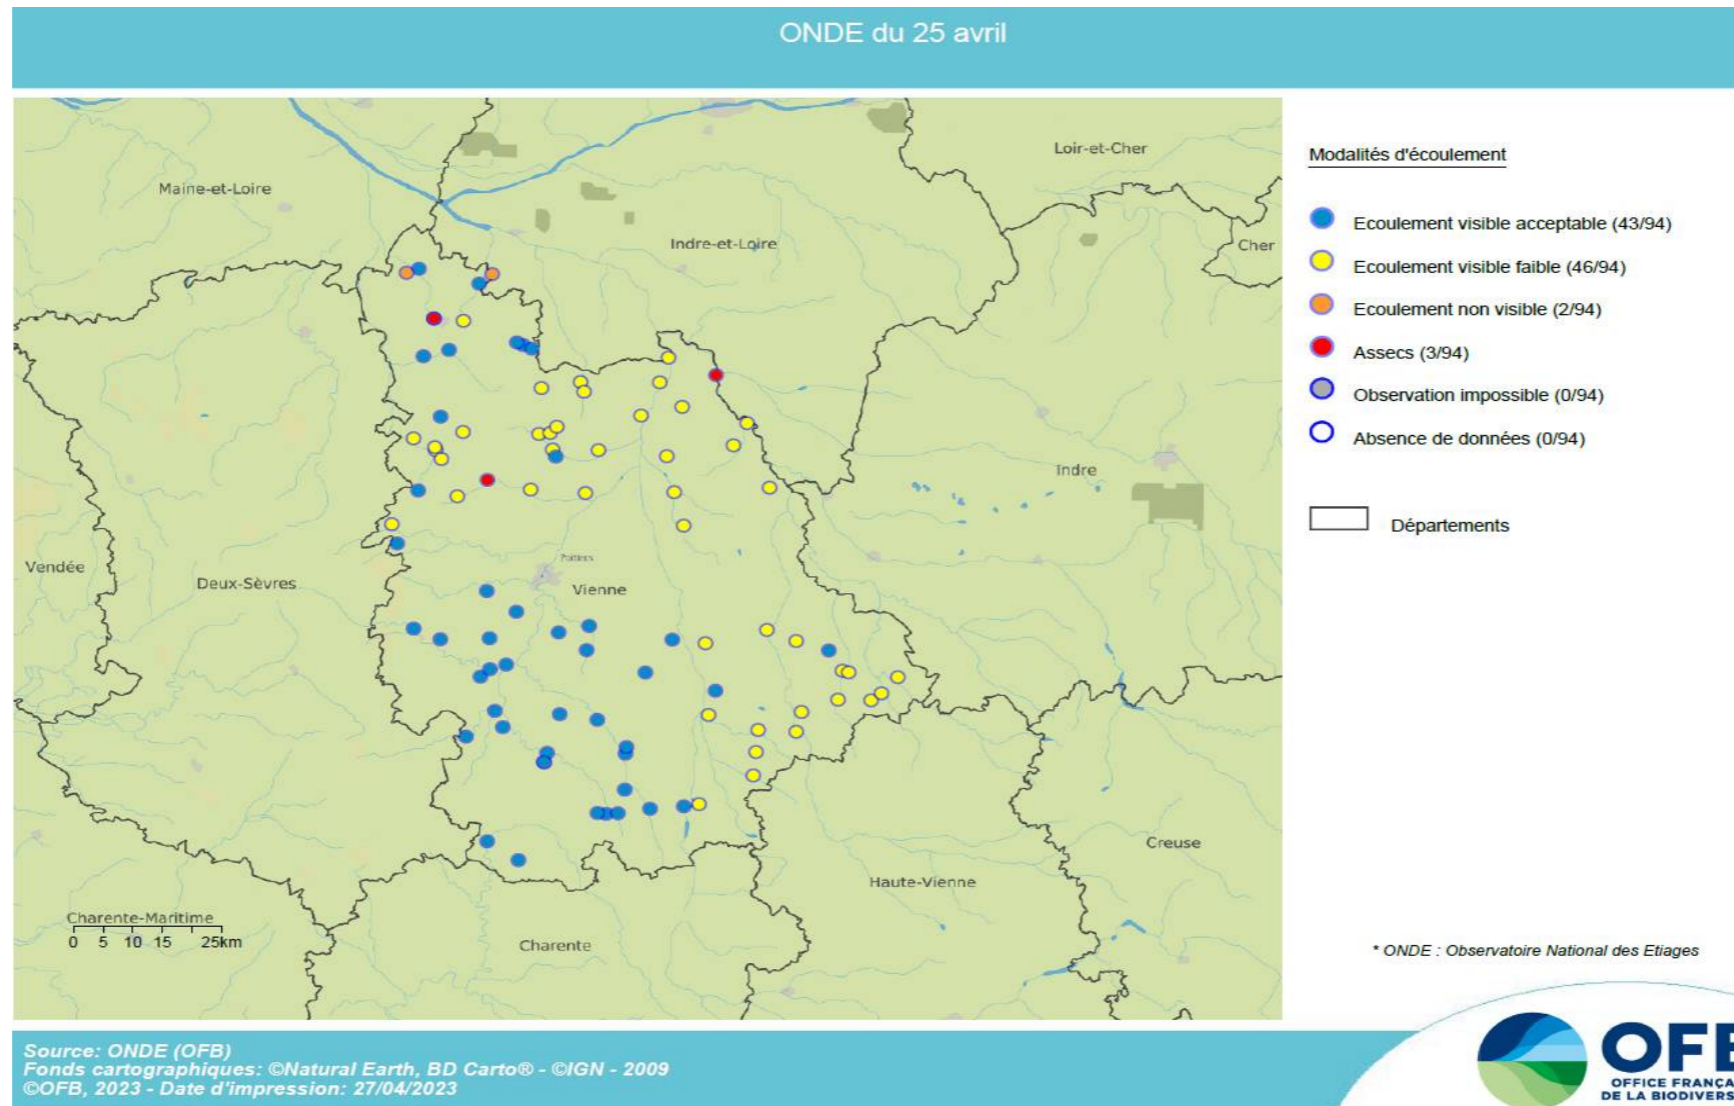 ONDE du 25 avril
Loir-et-Cher
Maine-et-Loire
Indre-et-Loire
Cher
Indre
Vendée
Deux-Sèvres
Poitiers
Vienne
Creuse
Haute-Vienne
Charente-Maritime
Charente
0 5 10 15 25km
Modalités d'écoulement
Ecoulement visible acceptable (43/94)
Ecoulement visible faible (46/94)
Ecoulement non visible (2/94)
Assecs (3/94)
Observation impossible (0/94)
Absence de données (0/94)
Départements
* ONDE : Observatoire National des Etiages
Source: ONDE (OFB)
Fonds cartographiques: ©Natural Earth, BD Carto® - ©IGN - 2009
©OFB, 2023 - Date d'impression: 27/04/2023
OFB
OFFICE FRANÇA
DE LA BIODIVERS